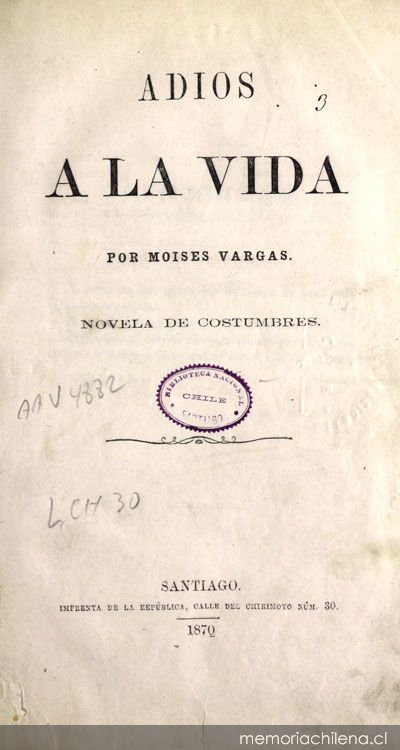 ADIOS
3
A LA VIDA
POR MOISES VARGAS.
NOVELA DE COSTUMBRES.
BIBLIOTECA NACIONAL
CHILE
AAV 4882
LCH 30
SANTIAGO.
IMPRENTA DE LA REPÚBLICA, CALLE DEL CHIRIMOYO NÚM. 30.
1870
memoriachilena.cl